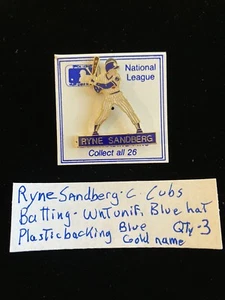 National
League
RYNE SANDBERG
Collect all 26
Ryne Sandberg - C. Cubs
Batting - Wht unif, Blue hat
Plastic backing Blue Qty - 3
Gold name